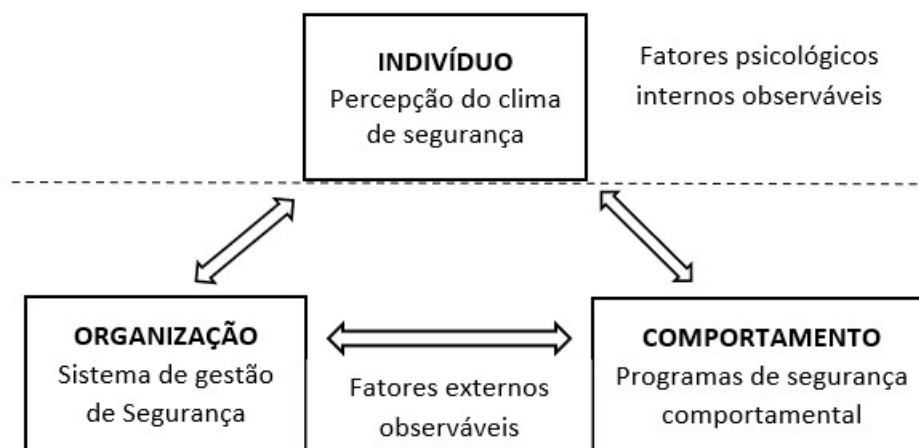 INDIVÍDUO
Percepção do clima
de segurança
Fatores psicológicos
internos observáveis
ORGANIZAÇÃO
Sistema de gestão
de Segurança
Fatores externos
observáveis
COMPORTAMENTO
Programas de segurança
comportamental